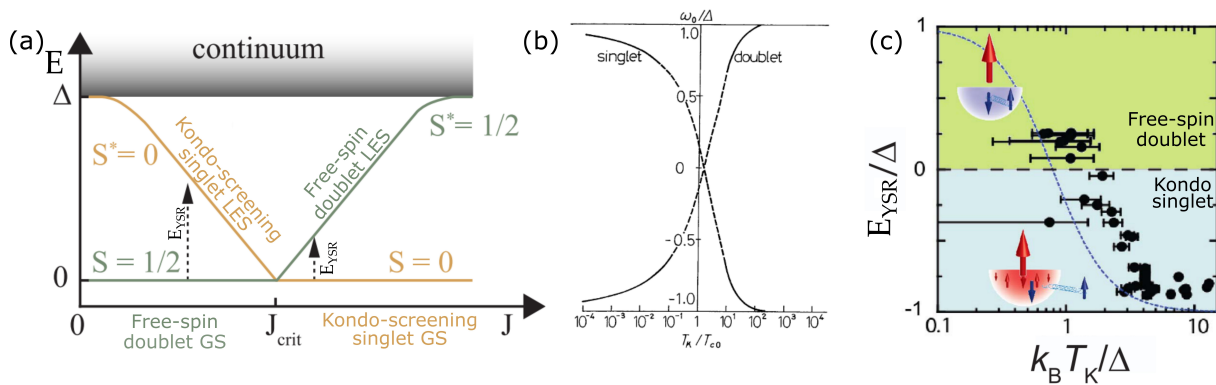 (a)
E
continuum
Δ
S*= 0
Kondo-screening
singlet LES
E_YSR
Free-spin
doublet LES
S*= 1/2
E_YSR
0
S = 1/2
S = 0
0
J_crit
J
Free-spin
doublet GS
Kondo-screening
singlet GS
(b)
ω₀/Δ
1.0
singlet
doublet
0,5
0
-0.5
-1.0
10⁻⁴
10⁻³
10⁻²
10⁻¹
1
10¹
10²
10³
10⁴
T_K / T_c0
(c)
E_YSR/Δ
1
0
-1
Free-spin
doublet
Kondo
singlet
0.1
1
10
k_B T_K/Δ